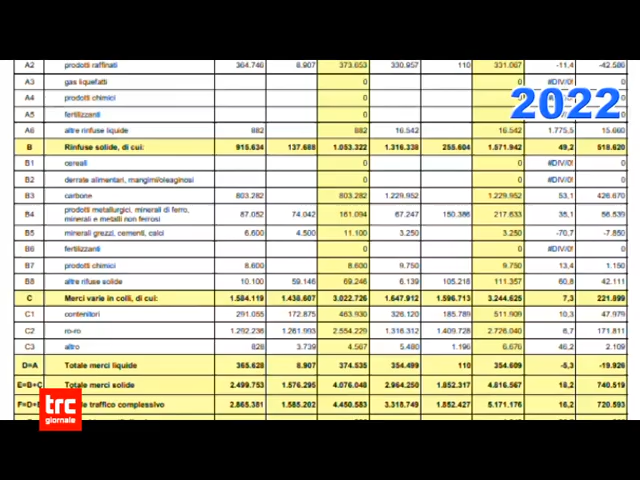 A2 prodotti raffinati 364.746 8.907 373.653 330.957 110 331.067 -11,4 -42.586
A3 gas liquefatti 0 0 #DIV/0!
A4 prodotti chimici 0
A5 fertilizzanti 0
A6 altre rinfuse liquide 882 882 16.542 16.542 1.775,5 15.660
2022
B Rinfuse solide, di cui: 915.634 137.688 1.053.322 1.316.338 255.604 1.571.942 49,2 518.620
B1 cereali 0 0 #DIV/0!
B2 derrate alimentari, mangimi/oleaginosi 0 0 #DIV/0!
B3 carbone 803.282 803.282 1.229.952 1.229.952 53,1 426.670
B4 prodotti metallurgici, minerali di ferro, minerali e metalli non ferrosi 87.052 74.042 161.094 67.247 150.386 217.633 35,1 56.539
B5 minerali grezzi, cementi, calci 6.600 4.500 11.100 3.250 3.250 -70,7 -7.850
B6 fertilizzanti 0 0 #DIV/0!
B7 prodotti chimici 8.600 8.600 9.750 9.750 13,4 1.150
B8 altre rinfuse solide 10.100 59.146 69.246 6.139 105.218 111.357 60,8 42.111
C Merci varie in colli, di cui: 1.584.119 1.438.607 3.022.726 1.647.912 1.596.713 3.244.625 7,3 221.899
C1 contenitori 291.055 172.875 463.930 326.120 185.789 511.909 10,3 47.979
C2 ro-ro 1.292.236 1.261.993 2.554.229 1.316.312 1.409.728 2.726.040 6,7 171.811
C3 altro 828 3.739 4.567 5.480 1.196 6.676 46,2 2.109
D=A Totale merci liquide 365.628 8.907 374.535 354.499 110 354.609 -5,3 -19.926
E=B+C Totale merci solide 2.499.753 1.576.295 4.076.048 2.964.250 1.852.317 4.816.567 18,2 740.519
F=D+E traffico complessivo 2.865.381 1.585.202 4.450.583 3.318.749 1.852.427 5.171.176 16,2 720.593
trc
giornale